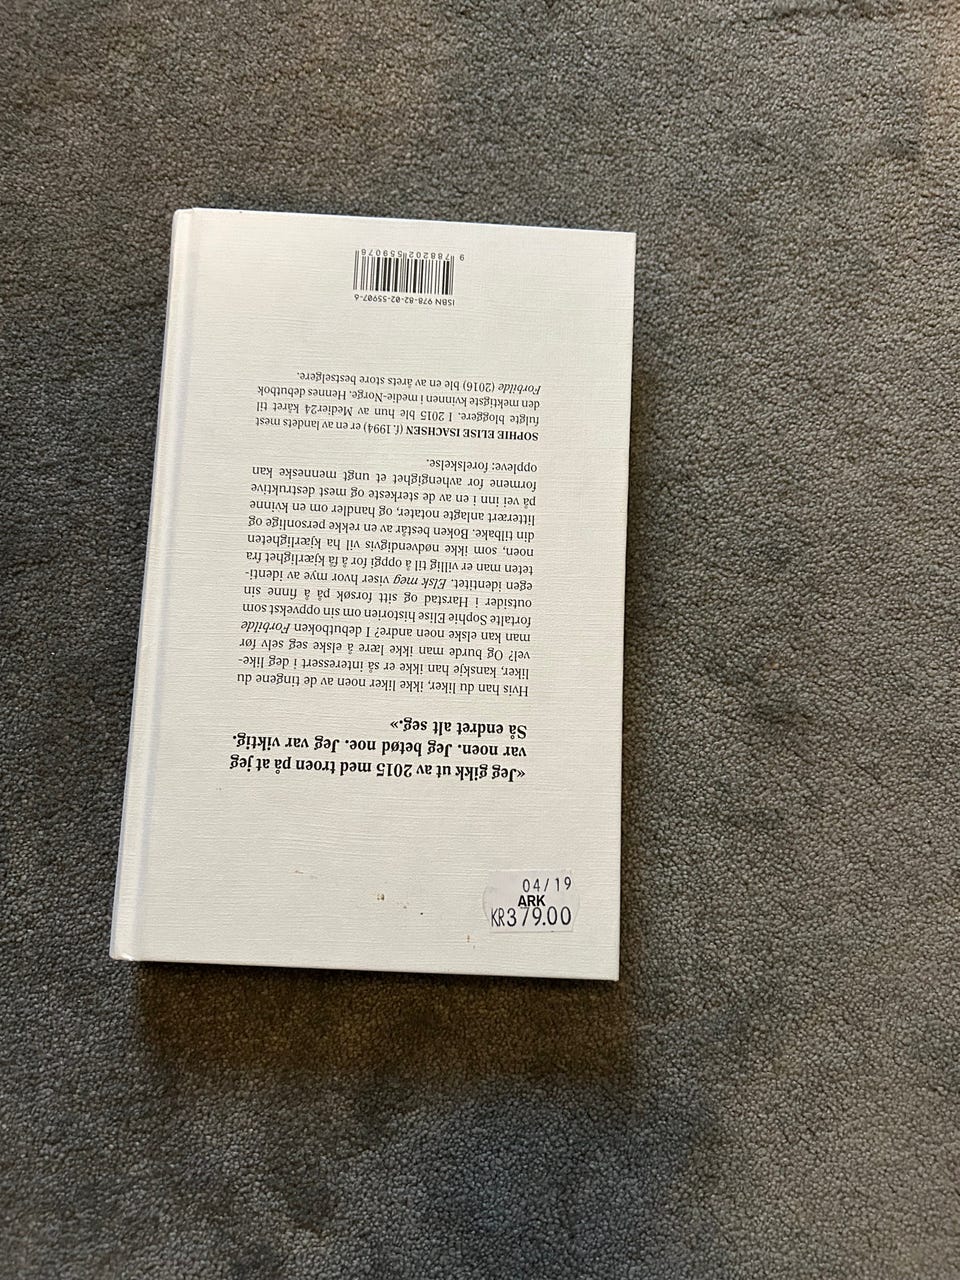 «Jeg gikk ut av 2015 med troen på at jeg
var noen. Jeg betød noe. Jeg var viktig.
Så endret alt seg.»
Hvis han du liker, ikke liker noen av de tingene du
liker, kanskje han ikke er så interessert i deg like-
vel? Og burde man ikke lære å elske seg selv før
man kan elske noen andre? I debutboken Forbilde
fortalte Sophie Elise historien om sin oppvekst som
outsider i Harstad og sitt forsøk på å finne sin
egen identitet. Elsk meg viser hvor mye av identi-
teten man er villig til å oppgi for å få kjærlighet fra
noen, som ikke nødvendigvis vil ha kjærligheten
din tilbake. Boken består av en rekke personlige og
litterært anlagte notater, og handler om en kvinne
på vei inn i en av de sterkeste og mest destruktive
formene for avhengighet et ungt menneske kan
oppleve: forelskelse.
SOPHIE ELISE ISACHSEN (f. 1994) er en av landets mest
fulgte bloggere. I 2015 ble hun av Medier24 kåret til
den mektigste kvinnen i medie-Norge. Hennes debutbok
Forbilde (2016) ble en av årets store bestselgere.
ISBN 978-82-02-55907-6
9 788202 559076
04/19
ARK
KR379.00